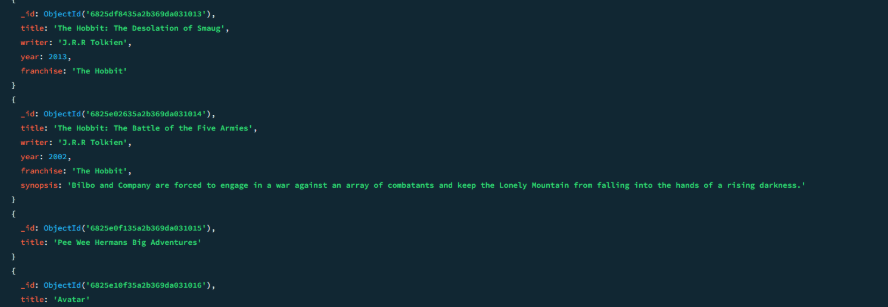 {
_id: ObjectId('6825df8435a2b369da031013'),
title: 'The Hobbit: The Desolation of Smaug',
writer: 'J.R.R Tolkien',
year: 2013,
franchise: 'The Hobbit'
}
{
_id: ObjectId('6825e02635a2b369da031014'),
title: 'The Hobbit: The Battle of the Five Armies',
writer: 'J.R.R Tolkien',
year: 2002,
franchise: 'The Hobbit',
synopsis: 'Bilbo and Company are forced to engage in a war against an array of combatants and keep the Lonely Mountain from falling into the hands of a rising darkness.'
}
{
_id: ObjectId('6825e0f135a2b369da031015'),
title: 'Pee Wee Hermans Big Adventures'
}
{
_id: ObjectId('6825e10f35a2b369da031016'),
title: 'Avatar'